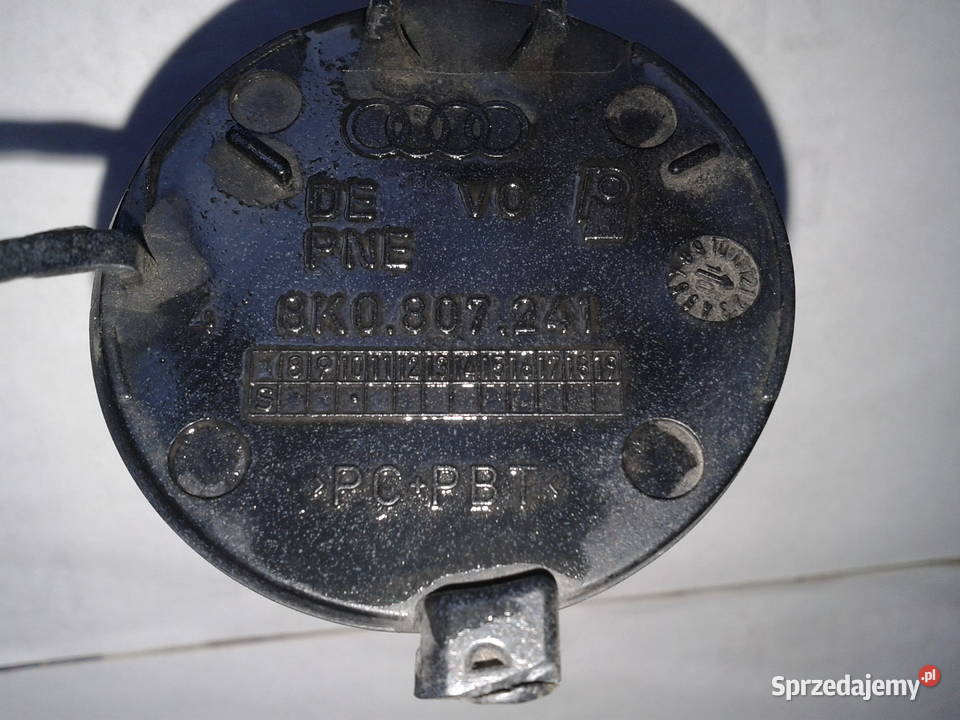 DE VO
PNE
8K0.807.241
8 9 10 11 12 13 14 15 16 17 18 19
S
>PC+PBT<
Sprzedajemy.pl